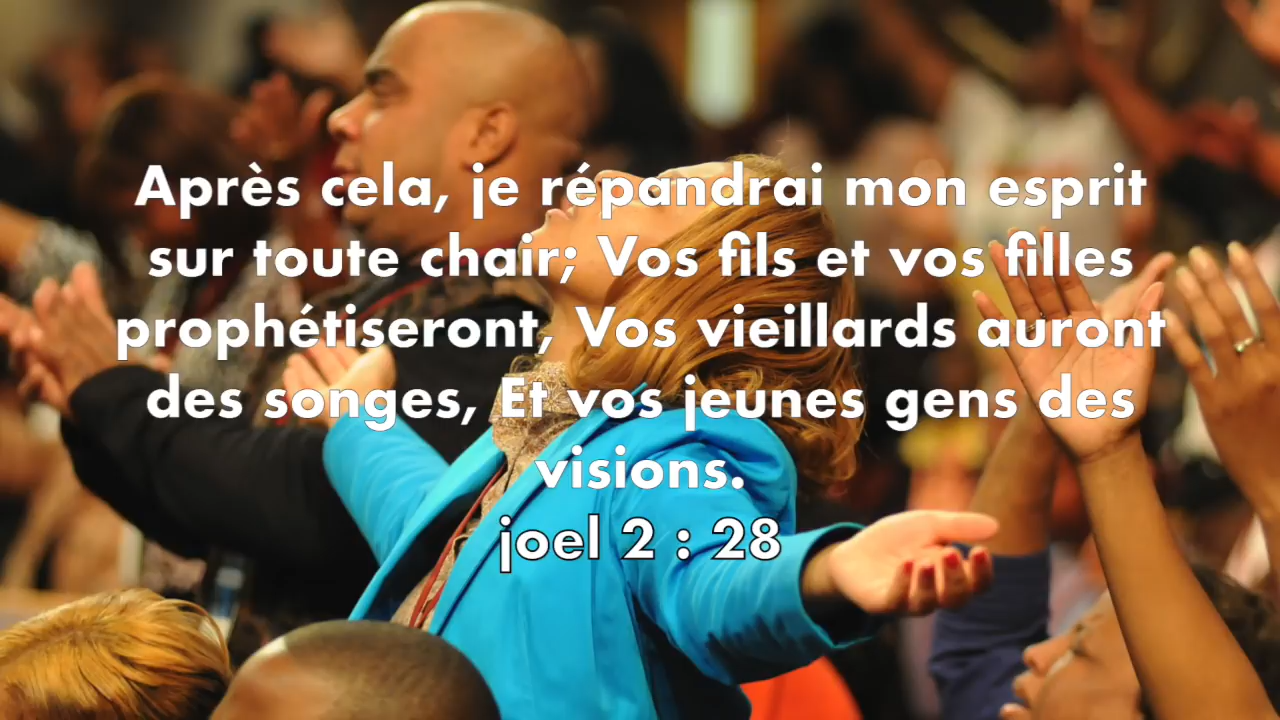 Après cela, je répandrai mon esprit
sur toute chair; Vos fils et vos filles
prophétiseront, Vos vieillards auront
des songes, Et vos jeunes gens des
visions.
joel 2 : 28